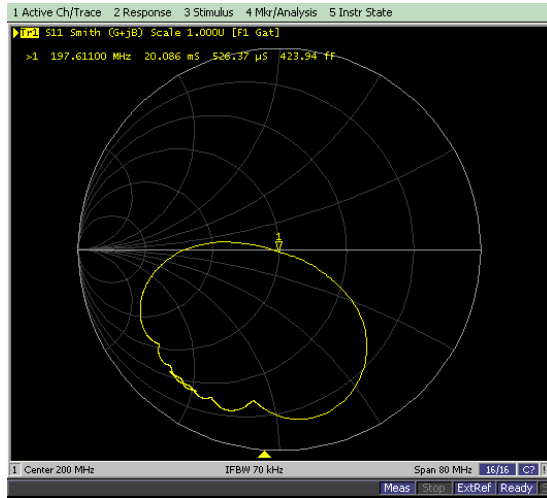 1 Active Ch/Trace 2 Response 3 Stimulus 4 Mkr/Analysis 5 Instr State
Tr1 S11 Smith (G+jB) Scale 1.000U [F1 Gat]
>1 197.61100 MHz 20.086 mS 526.37 µS 423.94 fF
1
1 Center 200 MHz IFBW 70 kHz Span 80 MHz 16/16 C? !
Meas Stop ExtRef Ready S